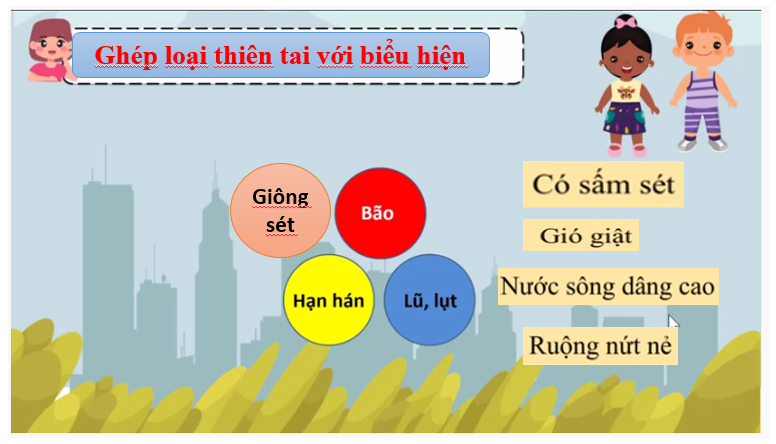 Ghép loại thiên tai với biểu hiện
Giông
sét
Bão
Hạn hán
Lũ, lụt
Có sấm sét
Gió giật
Nước sông dâng cao
Ruộng nứt nẻ